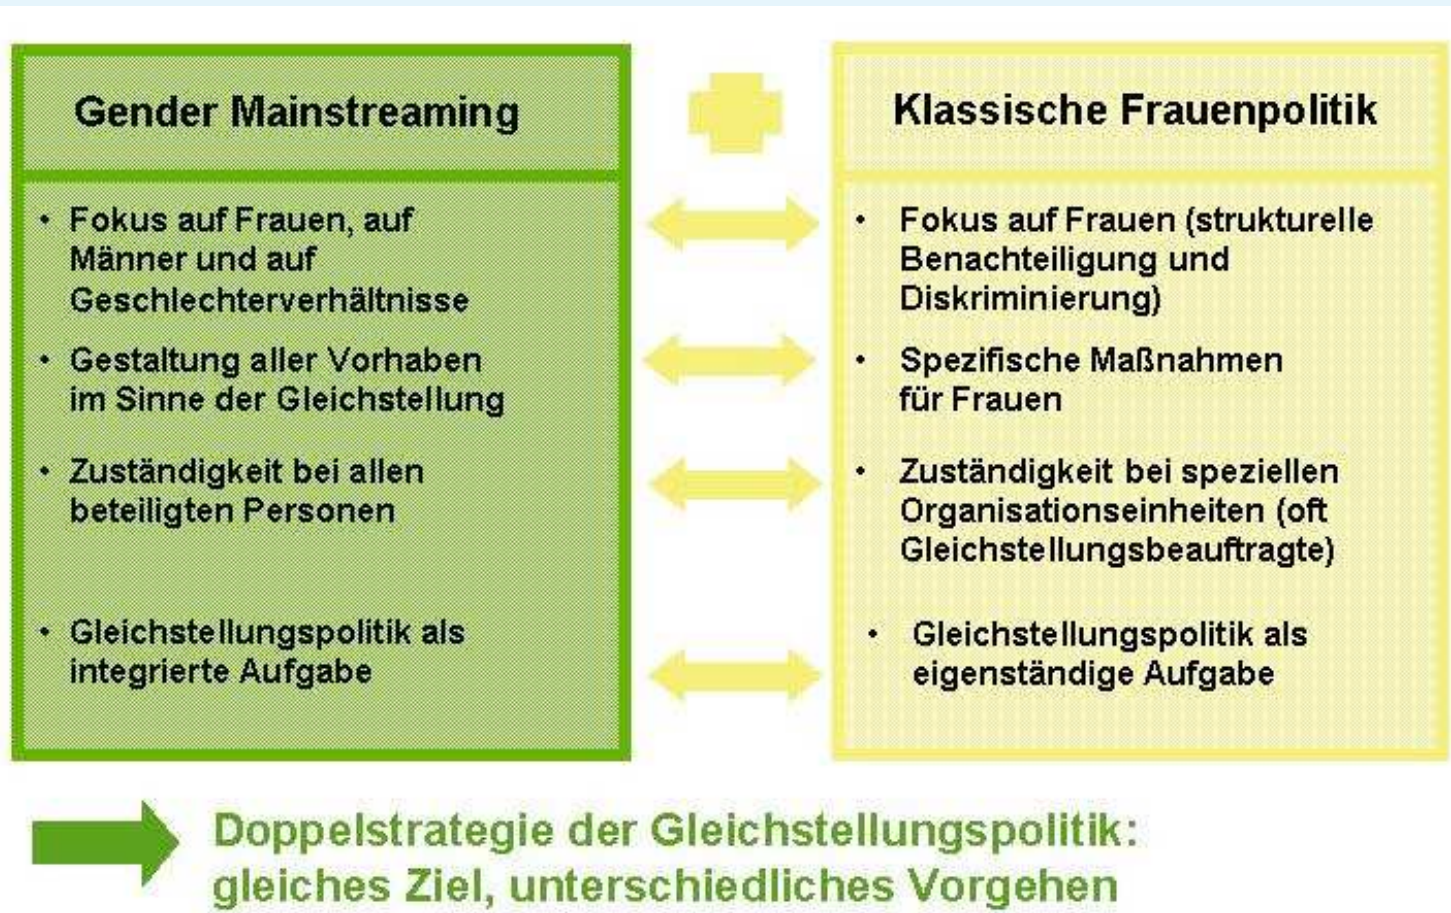 Gender Mainstreaming
• Fokus auf Frauen, auf
Männer und auf
Geschlechterverhältnisse
• Gestaltung aller Vorhaben
im Sinne der Gleichstellung
• Zuständigkeit bei allen
beteiligten Personen
• Gleichstellungspolitik als
integrierte Aufgabe
Klassische Frauenpolitik
• Fokus auf Frauen (strukturelle
Benachteiligung und
Diskriminierung)
• Spezifische Maßnahmen
für Frauen
• Zuständigkeit bei speziellen
Organisationseinheiten (oft
Gleichstellungsbeauftragte)
• Gleichstellungspolitik als
eigenständige Aufgabe
Doppelstrategie der Gleichstellungspolitik:
gleiches Ziel, unterschiedliches Vorgehen